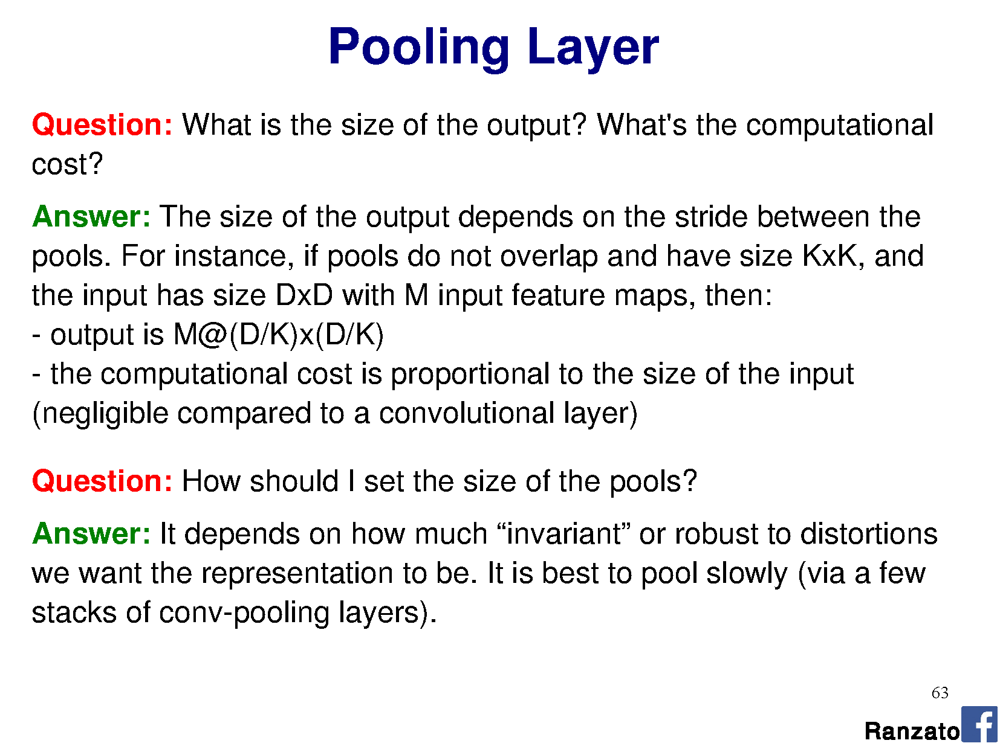 Pooling Layer
Question: What is the size of the output? What's the computational
cost?
Answer: The size of the output depends on the stride between the
pools. For instance, if pools do not overlap and have size KxK, and
the input has size DxD with M input feature maps, then:
- output is M@(D/K)x(D/K)
- the computational cost is proportional to the size of the input
(negligible compared to a convolutional layer)
Question: How should I set the size of the pools?
Answer: It depends on how much “invariant” or robust to distortions
we want the representation to be. It is best to pool slowly (via a few
stacks of conv-pooling layers).
63
Ranzato f